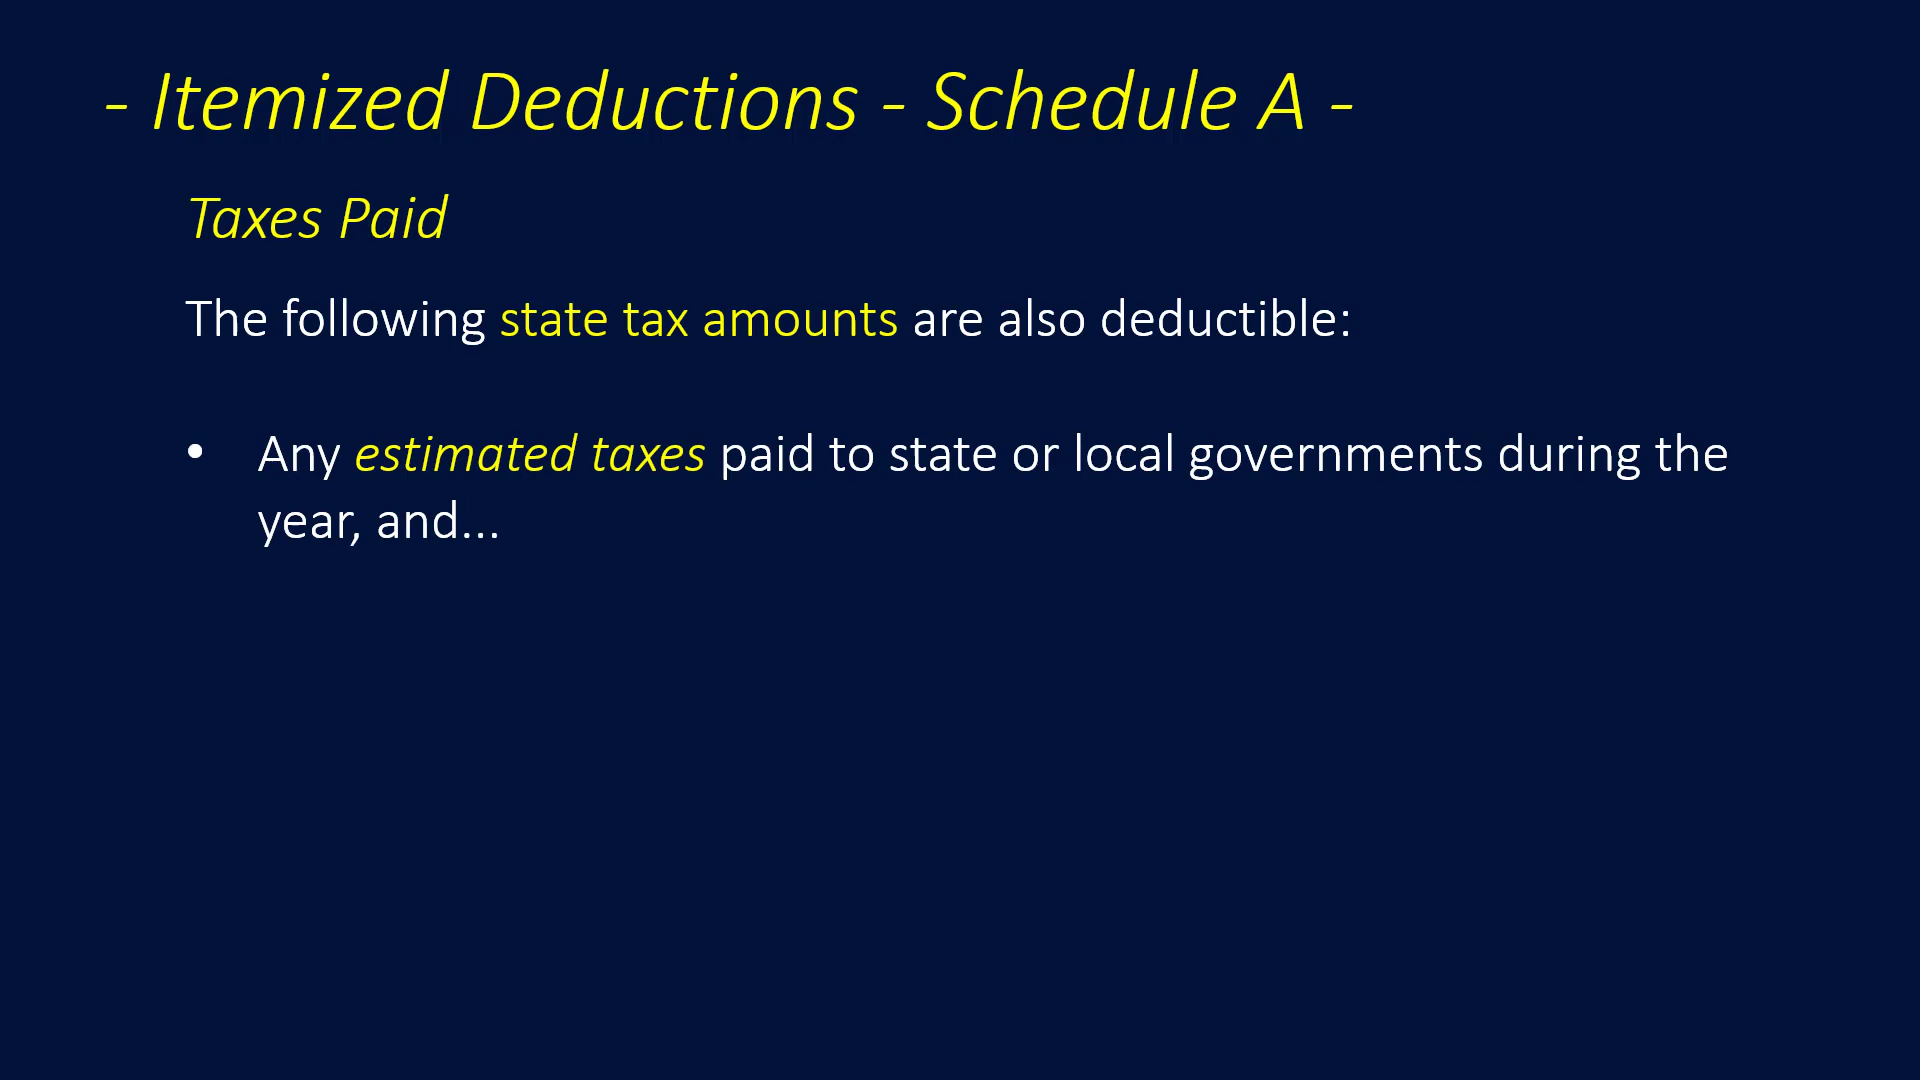 - Itemized Deductions - Schedule A -
Taxes Paid
The following state tax amounts are also deductible:
• Any estimated taxes paid to state or local governments during the
year, and...